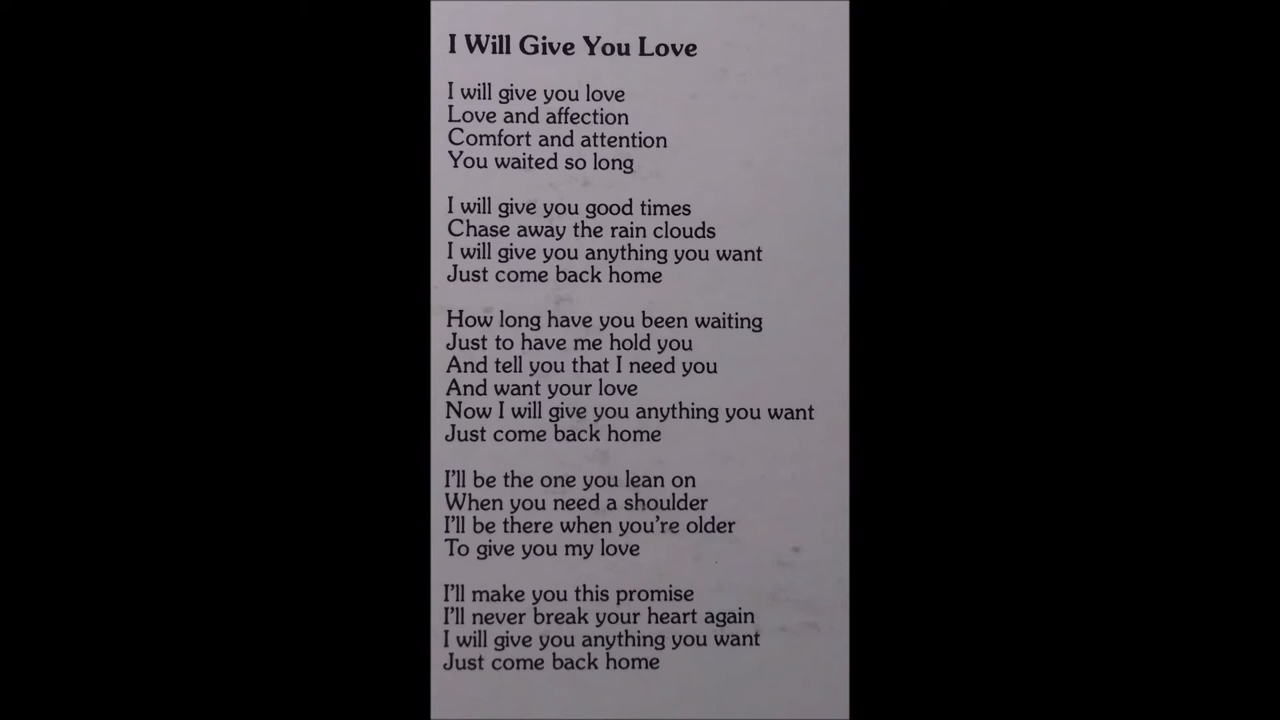 I Will Give You Love
I will give you love
Love and affection
Comfort and attention
You waited so long
I will give you good times
Chase away the rain clouds
I will give you anything you want
Just come back home
How long have you been waiting
Just to have me hold you
And tell you that I need you
And want your love
Now I will give you anything you want
Just come back home
I'll be the one you lean on
When you need a shoulder
I'll be there when you're older
To give you my love
I'll make you this promise
I'll never break your heart again
I will give you anything you want
Just come back home